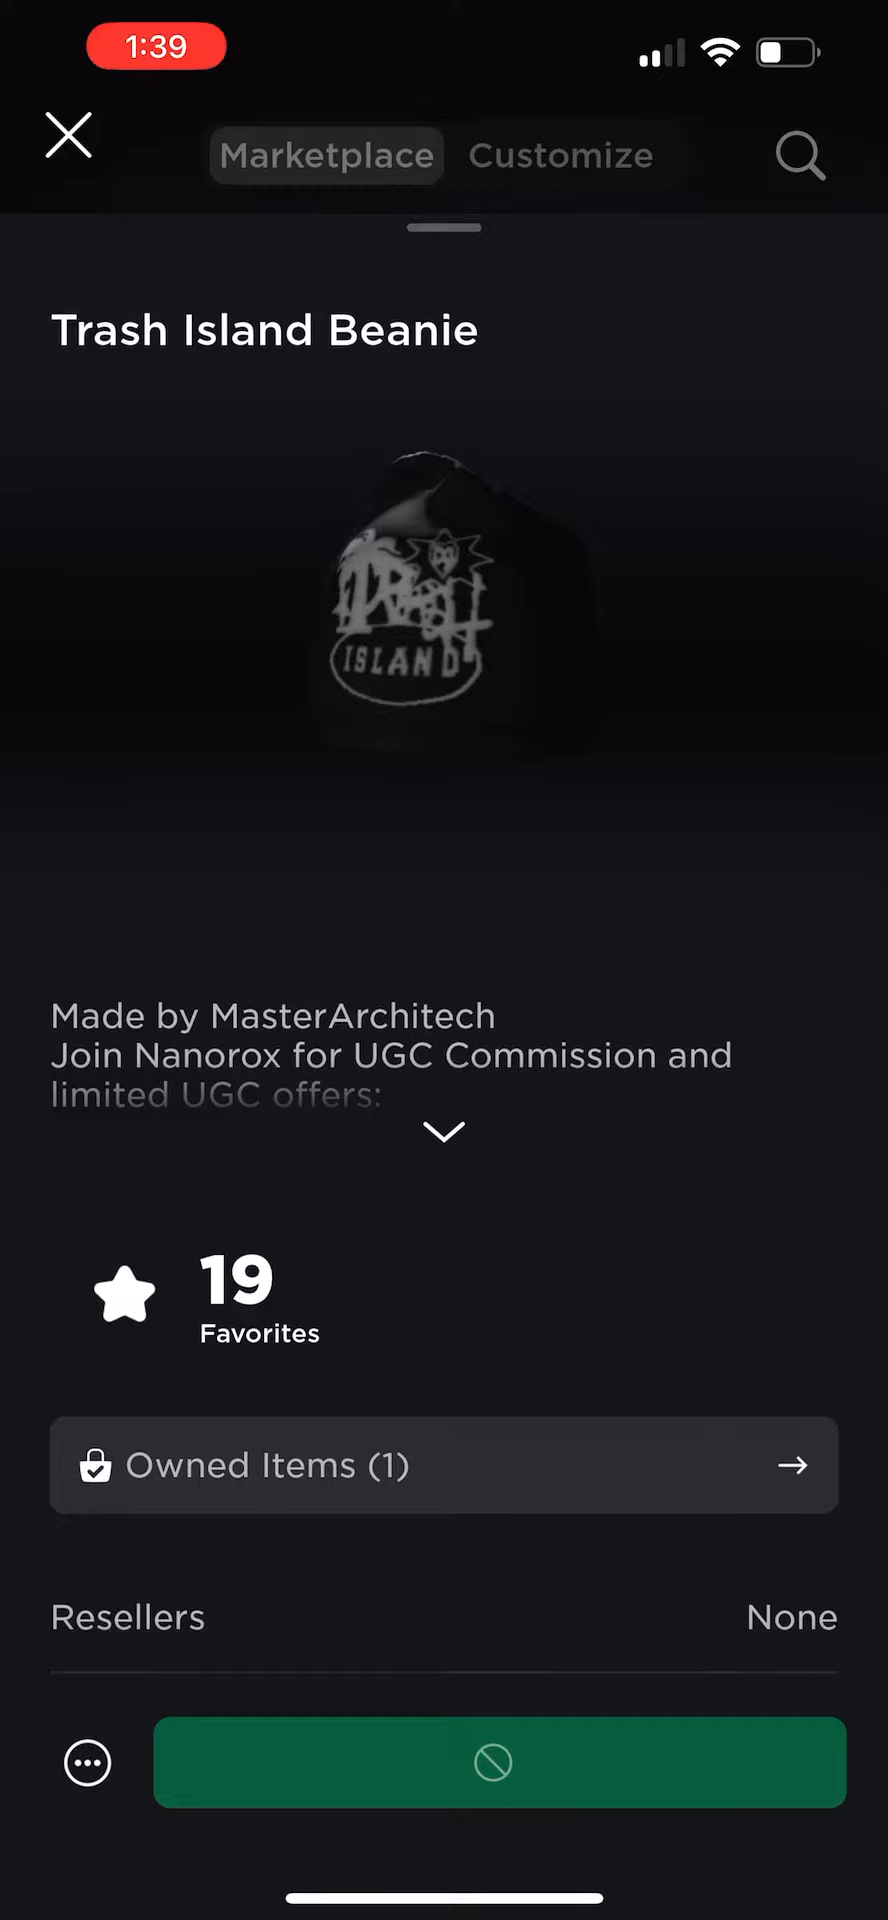 1:39
Marketplace
Customize
Trash Island Beanie
TRASH
ISLAND
Made by MasterArchitech
Join Nanorox for UGC Commission and
limited UGC offers:
19
Favorites
Owned Items (1)
Resellers
None